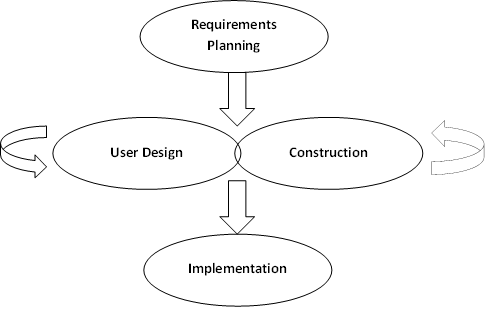 Requirements
Planning
User Design
Construction
Implementation